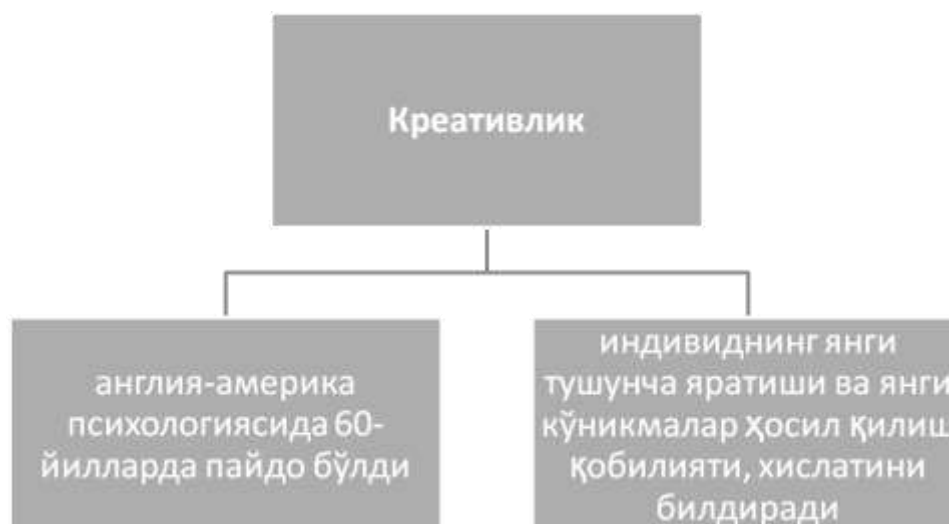 Креативлик
англия-америка
психологиясида 60-
йилларда пайдо бўлди
индивиднинг янги
тушунча яратиши ва янги
кўникмалар ҳосил қилиш
қобилияти, хислатини
билдиради